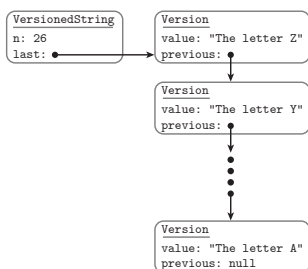 VersionedString
n: 26
last:
Version
value: "The letter Z"
previous:
Version
value: "The letter Y"
previous:
Version
value: "The letter A"
previous: null